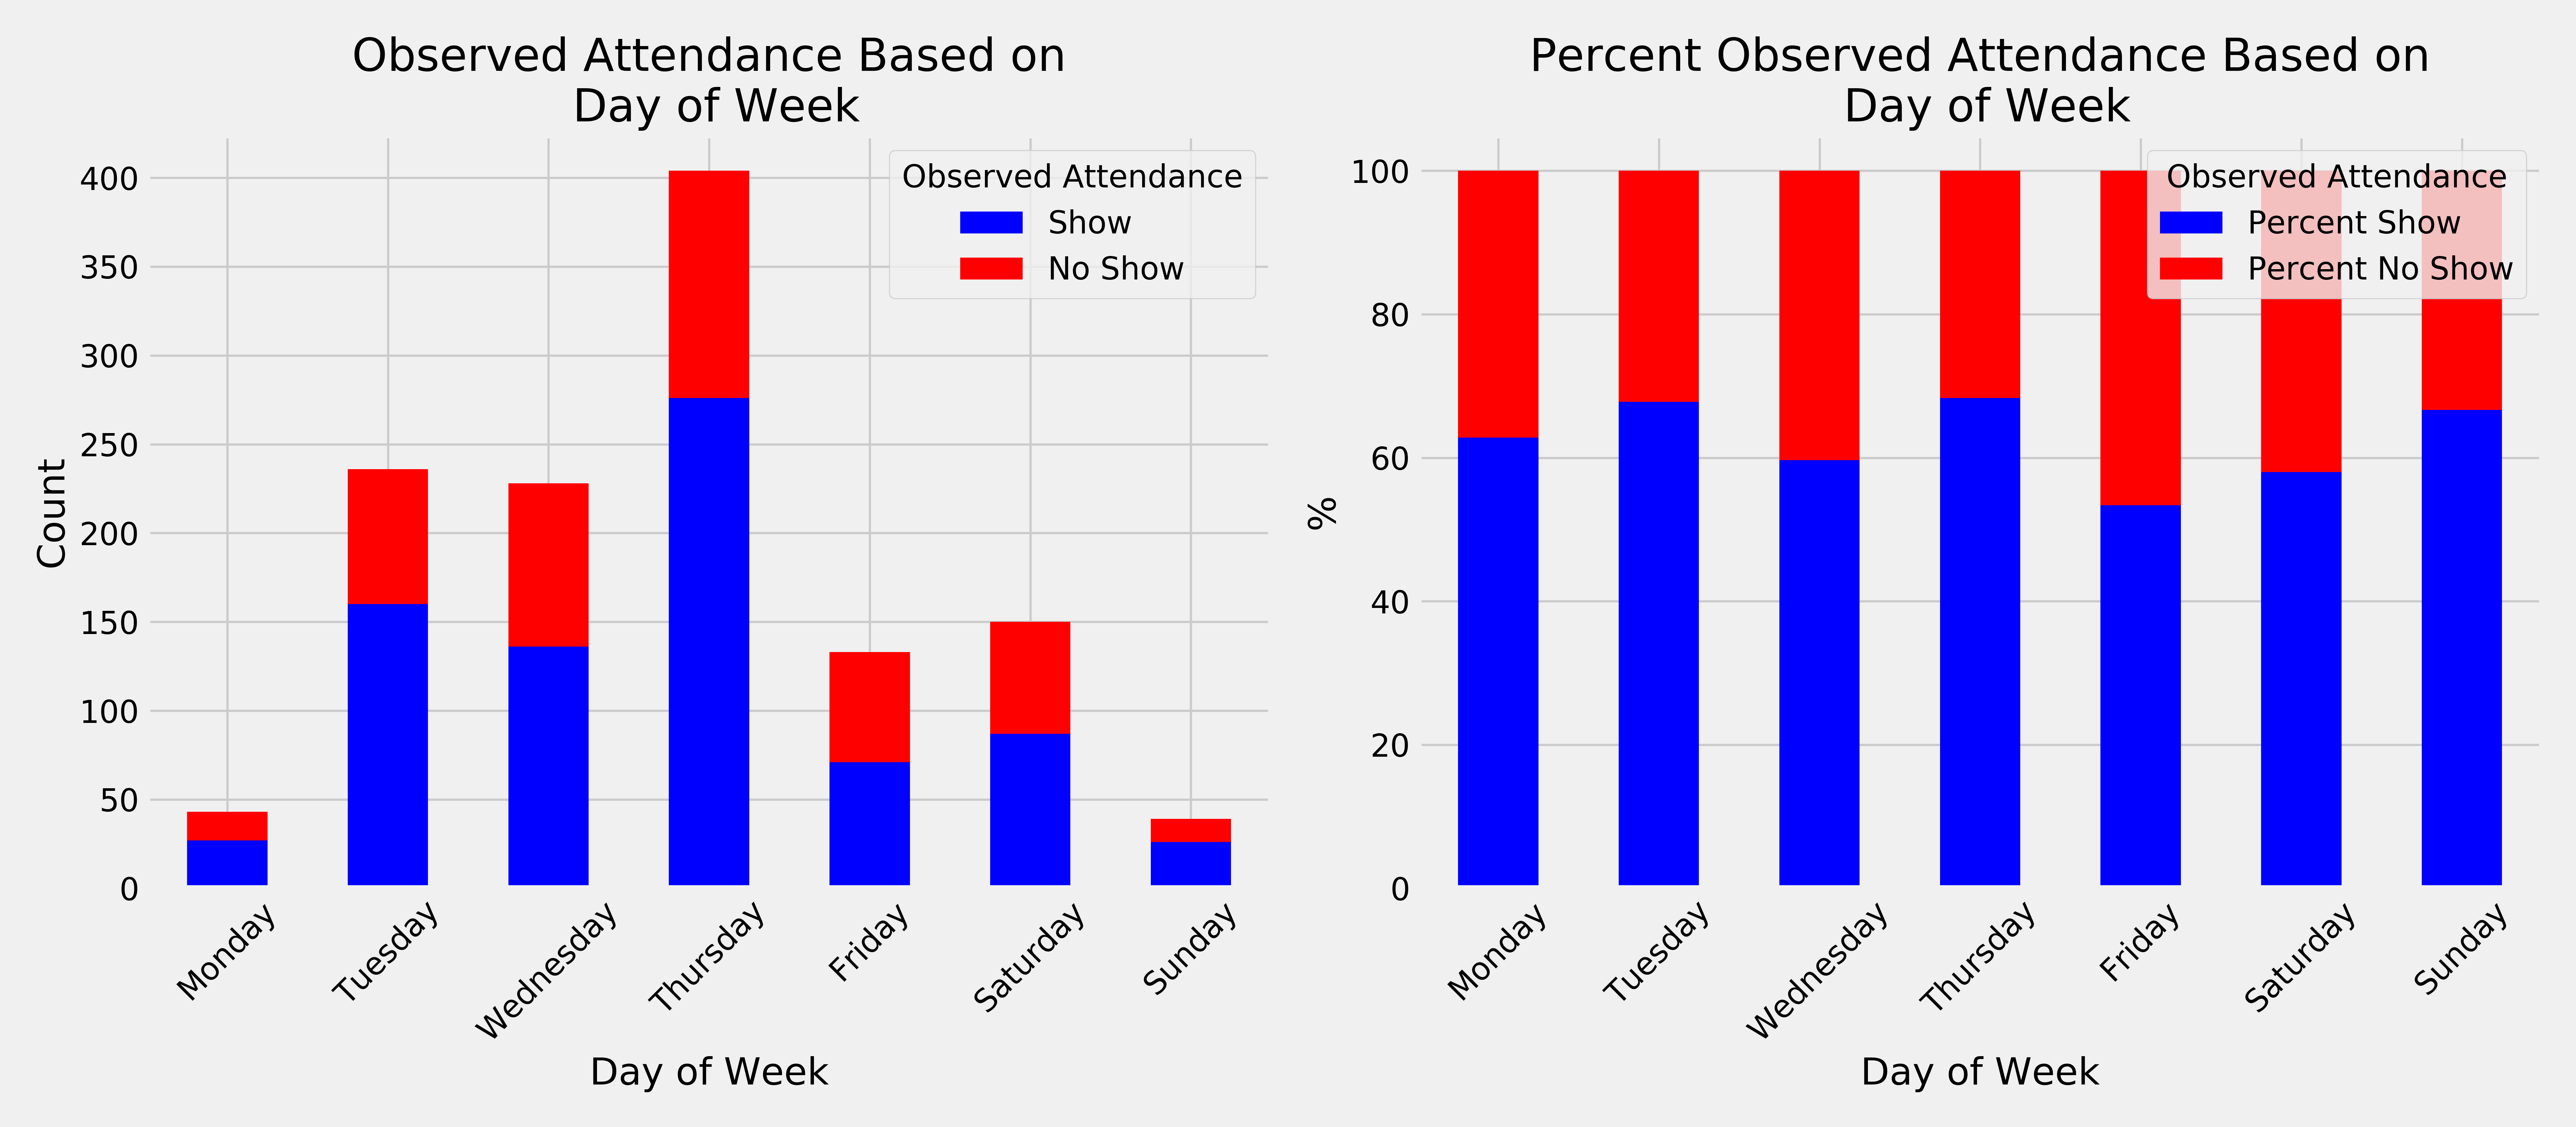 Observed Attendance Based on
Day of Week
Count
400
350
300
250
200
150
100
50
0
Observed Attendance
Show
No Show
Monday
Tuesday
Wednesday
Thursday
Friday
Saturday
Sunday
Day of Week
Percent Observed Attendance Based on
Day of Week
%
100
80
60
40
20
0
Observed Attendance
Percent Show
Percent No Show
Monday
Tuesday
Wednesday
Thursday
Friday
Saturday
Sunday
Day of Week